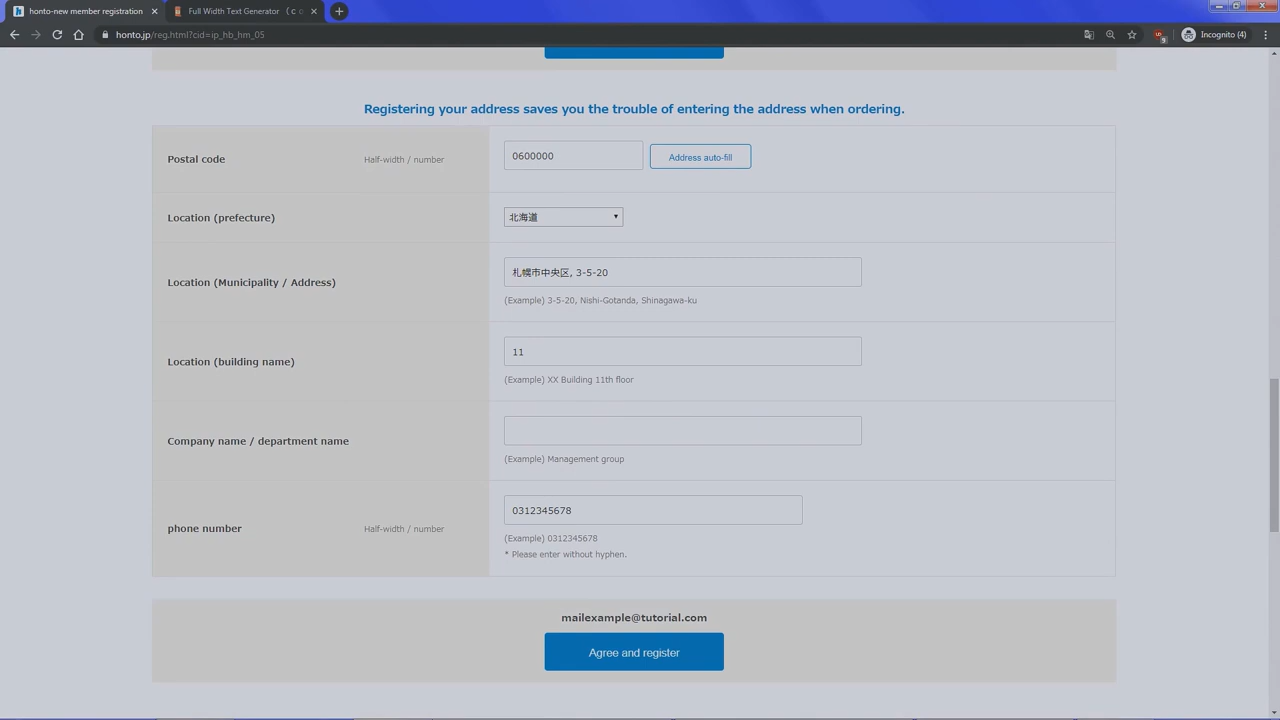 honto-new member registration
Full Width Text Generator
honto.jp/reg.html?cid=ip_hb_hm_05
Incognito (4)
Registering your address saves you the trouble of entering the address when ordering.
Postal code
Half-width / number
0600000
Address auto-fill
Location (prefecture)
北海道
Location (Municipality / Address)
札幌市中央区, 3-5-20
(Example) 3-5-20, Nishi-Gotanda, Shinagawa-ku
Location (building name)
11
(Example) XX Building 11th floor
Company name / department name
(Example) Management group
phone number
Half-width / number
0312345678
(Example) 0312345678
* Please enter without hyphen.
mailexample@tutorial.com
Agree and register